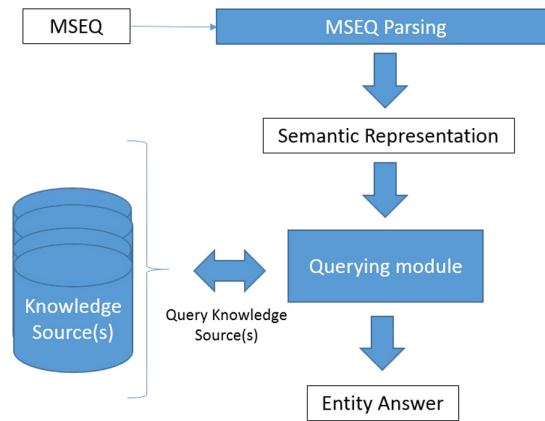 MSEQ
MSEQ Parsing
Semantic Representation
Querying module
Knowledge
Source(s)
Query Knowledge
Source(s)
Entity Answer